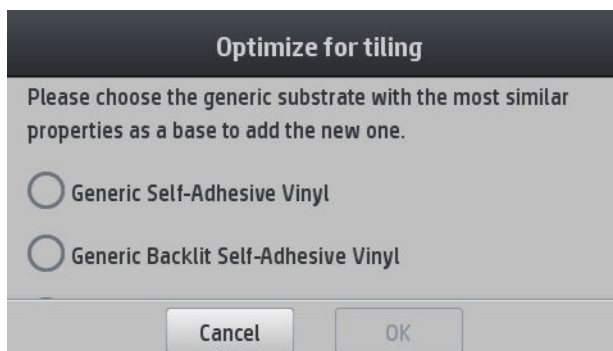 Optimize for tiling
Please choose the generic substrate with the most similar
properties as a base to add the new one.
Generic Self-Adhesive Vinyl
Generic Backlit Self-Adhesive Vinyl
Cancel
OK